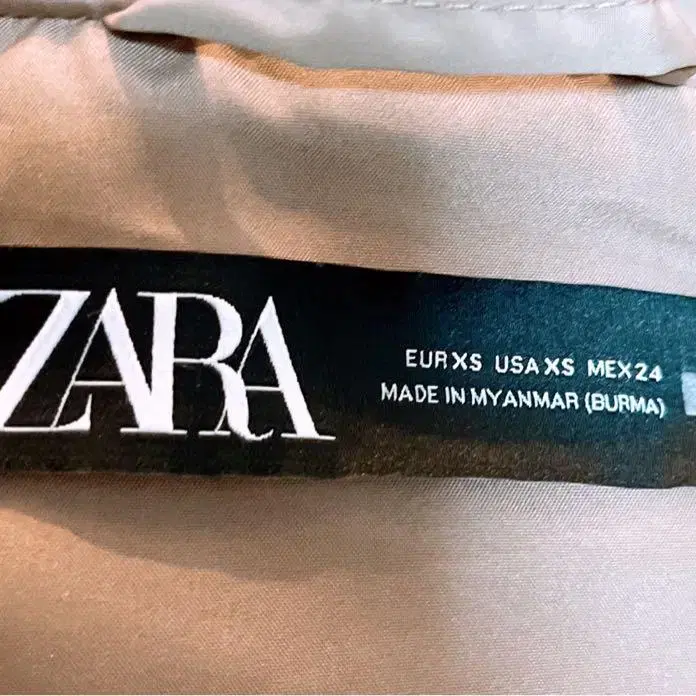 ZARA
EUR XS USA XS MEX 24
MADE IN MYANMAR (BURMA)